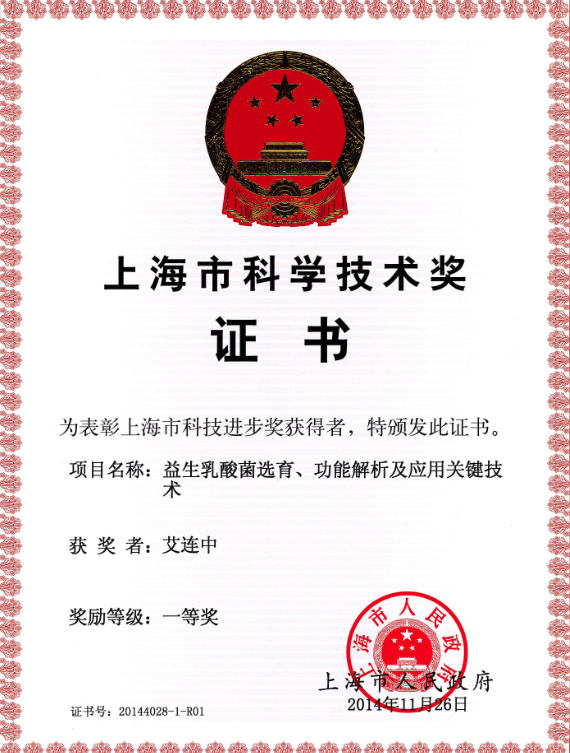 上海市科学技术奖
证书
为表彰上海市科技进步奖获得者，特颁发此证书。
项目名称：益生乳酸菌选育、功能解析及应用关键技
术
获奖者：艾连中
奖励等级：一等奖
上海市人民政府
上海市人民政府
2014年11月26日
证书号：20144028-1-R01